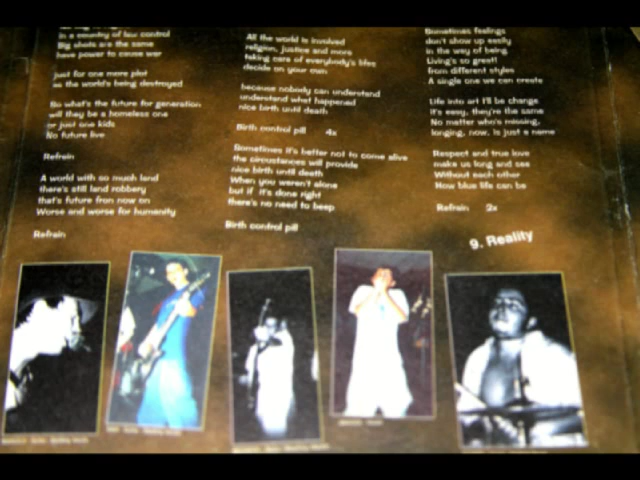 in a country of law control
Big shots are the same
have power to cause war
just for one more plot
as the world's being destroyed
So what's the future for generation
will they be a homeless one
or just one kids
No future live
Refrain
A world with so much land
there's still land robbery
that's future from now on
Worse and worse for humanity
Refrain
All the world is involved
religion, justice and more
taking care of everybody's lifes
decide on your own
because nobody can understand
understand what happened
nice birth until death
Birth control pill 4x
Sometimes it's better not to come alive
the circustances will provide
nice birth until death
When you weren't alone
but if it's done right
there's no need to beep
Birth control pill
Sometimes feelings
don't show up easily
in the way of being
Living's so great!
from different styles
A single one we can create
Life into art I'll be change
it's easy, they're the same
No matter who's missing,
longing, now, is just a name
Respect and true love
make us long and see
Without each other
How blue life can be
Refrain 2x
9. Reality